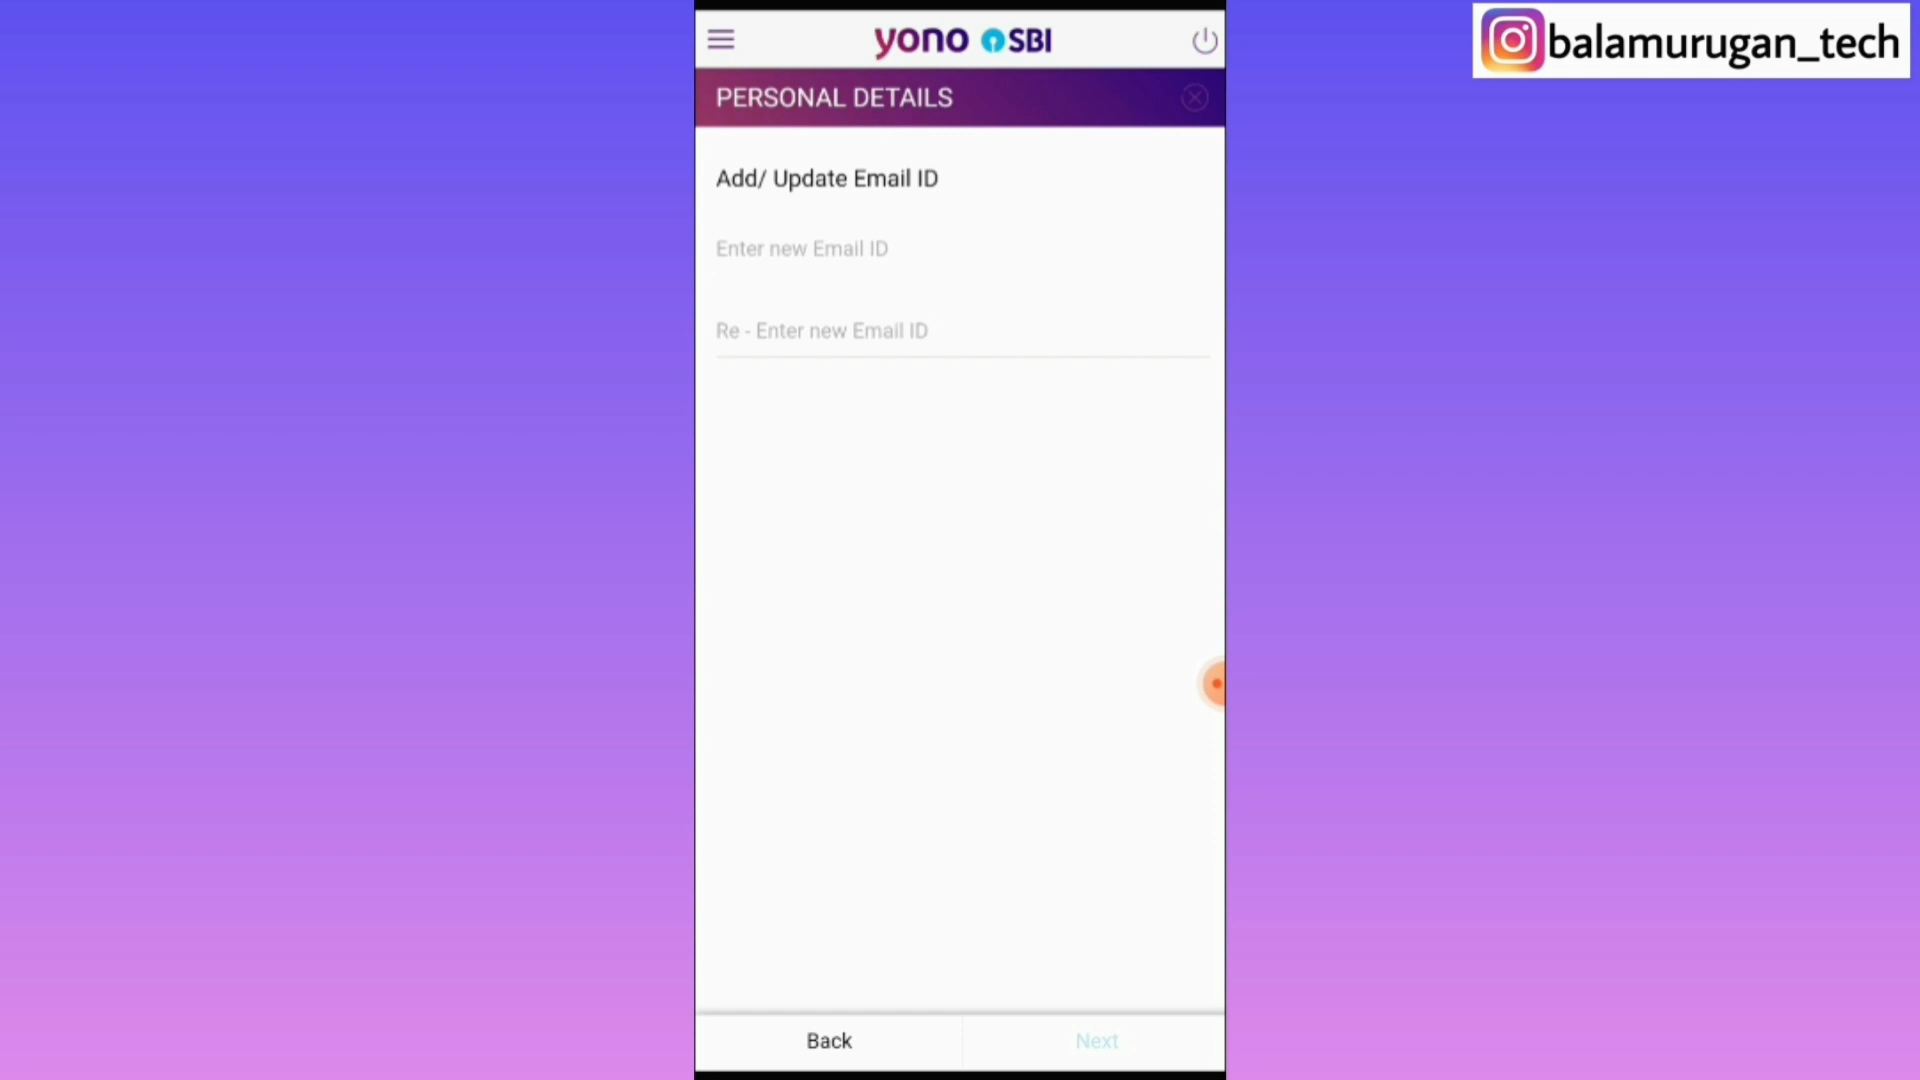 yono SBI
balamurugan_tech
PERSONAL DETAILS
Add/ Update Email ID
Enter new Email ID
Re - Enter new Email ID
Back
Next